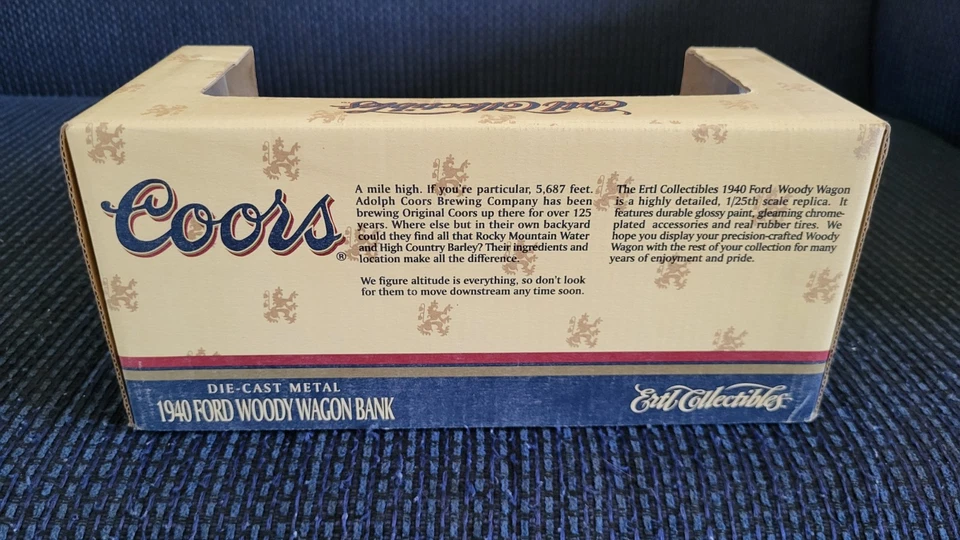 Ertl Collectibles
Coors®
A mile high. If you're particular, 5,687 feet.
Adolph Coors Brewing Company has been
brewing Original Coors up there for over 125
years. Where else but in their own backyard
could they find all that Rocky Mountain Water
and High Country Barley? Their ingredients and
location make all the difference.
We figure altitude is everything, so don't look
for them to move downstream any time soon.
The Ertl Collectibles 1940 Ford Woody Wagon
is a highly detailed, 1/25th scale replica. It
features durable glossy paint, gleaming chrome-
plated accessories and real rubber tires. We
hope you display your precision-crafted Woody
Wagon with the rest of your collection for many
years of enjoyment and pride.
DIE-CAST METAL
1940 FORD WOODY WAGON BANK
Ertl Collectibles